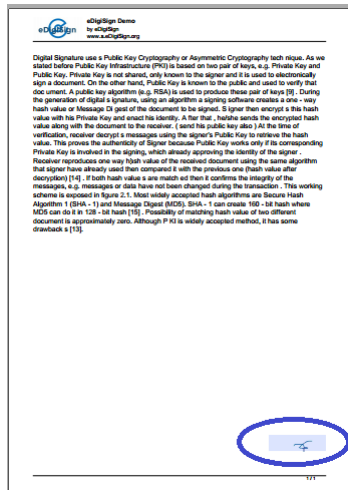 eDigiSign Demo
by eDigiSign
www.aeDigiSign.org
eDigiSign
Digital Signature use s Public Key Cryptography or Asymmetric Cryptography tech nique. As we
stated before Public Key Infrastructure (PKI) is based on two pair of keys, e.g. Private Key and
Public Key. Private Key is not shared, only known to the signer and it is used to electronically
sign a document. On the other hand, Public Key is known to the public and used to verify that
doc ument. A public key algorithm (e.g. RSA) is used to produce these pair of keys [9] . During
the generation of digital s ignature, using an algorithm a signing software creates a one - way
hash value or Message Di gest of the document to be signed. S igner then encrypt s this hash
value with his Private Key and enact his identity. A fter that , he/she sends the encrypted hash
value along with the document to the receiver. ( send his public key also ) At the time of
verification, receiver decrypt s messages using the signer's Public Key to retrieve the hash
value. This proves the authenticity of Signer because Public Key works only if its corresponding
Private Key is involved in the signing, which already approving the identity of the signer .
Receiver reproduces one way hash value of the received document using the same algorithm
that signer have already used then compared it with the previous one (hash value after
decryption) [14] . If both hash value s are match ed then it confirms the integrity of the
messages, e.g. messages or data have not been changed during the transaction . This working
scheme is exposed in figure 2.1. Most widely accepted hash algorithms are Secure Hash
Algorithm 1 (SHA - 1) and Message Digest (MD5). SHA - 1 can create 160 - bit hash where
MD5 can do it in 128 - bit hash [15] . Possibility of matching hash value of two different
document is approximately zero. Although P KI is widely accepted method, it has some
drawback s [13].
1/1